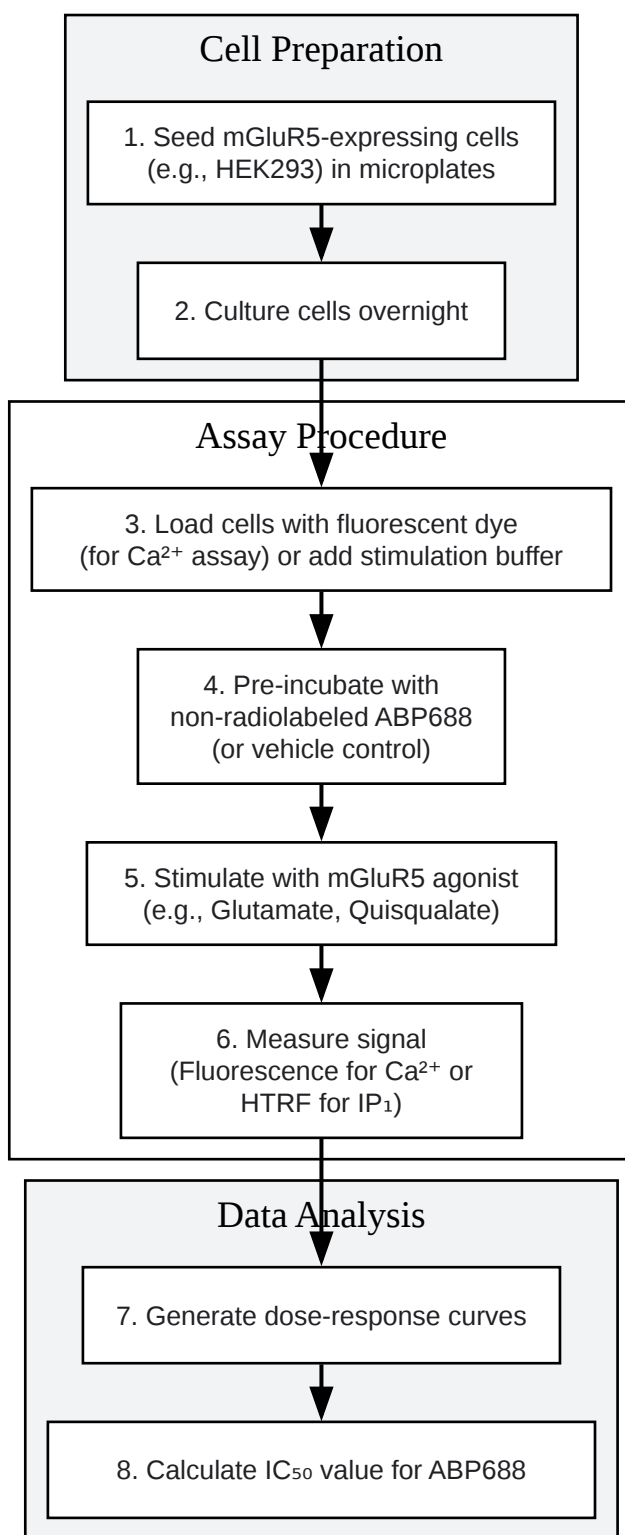 Cell Preparation
1. Seed mGluR5-expressing cells
(e.g., HEK293) in microplates
2. Culture cells overnight
Assay Procedure
3. Load cells with fluorescent dye
(for Ca²⁺ assay) or add stimulation buffer
4. Pre-incubate with
non-radiolabeled ABP688
(or vehicle control)
5. Stimulate with mGluR5 agonist
(e.g., Glutamate, Quisqualate)
6. Measure signal
(Fluorescence for Ca²⁺ or
HTRF for IP₁)
Data Analysis
7. Generate dose-response curves
8. Calculate IC₅₀ value for ABP688